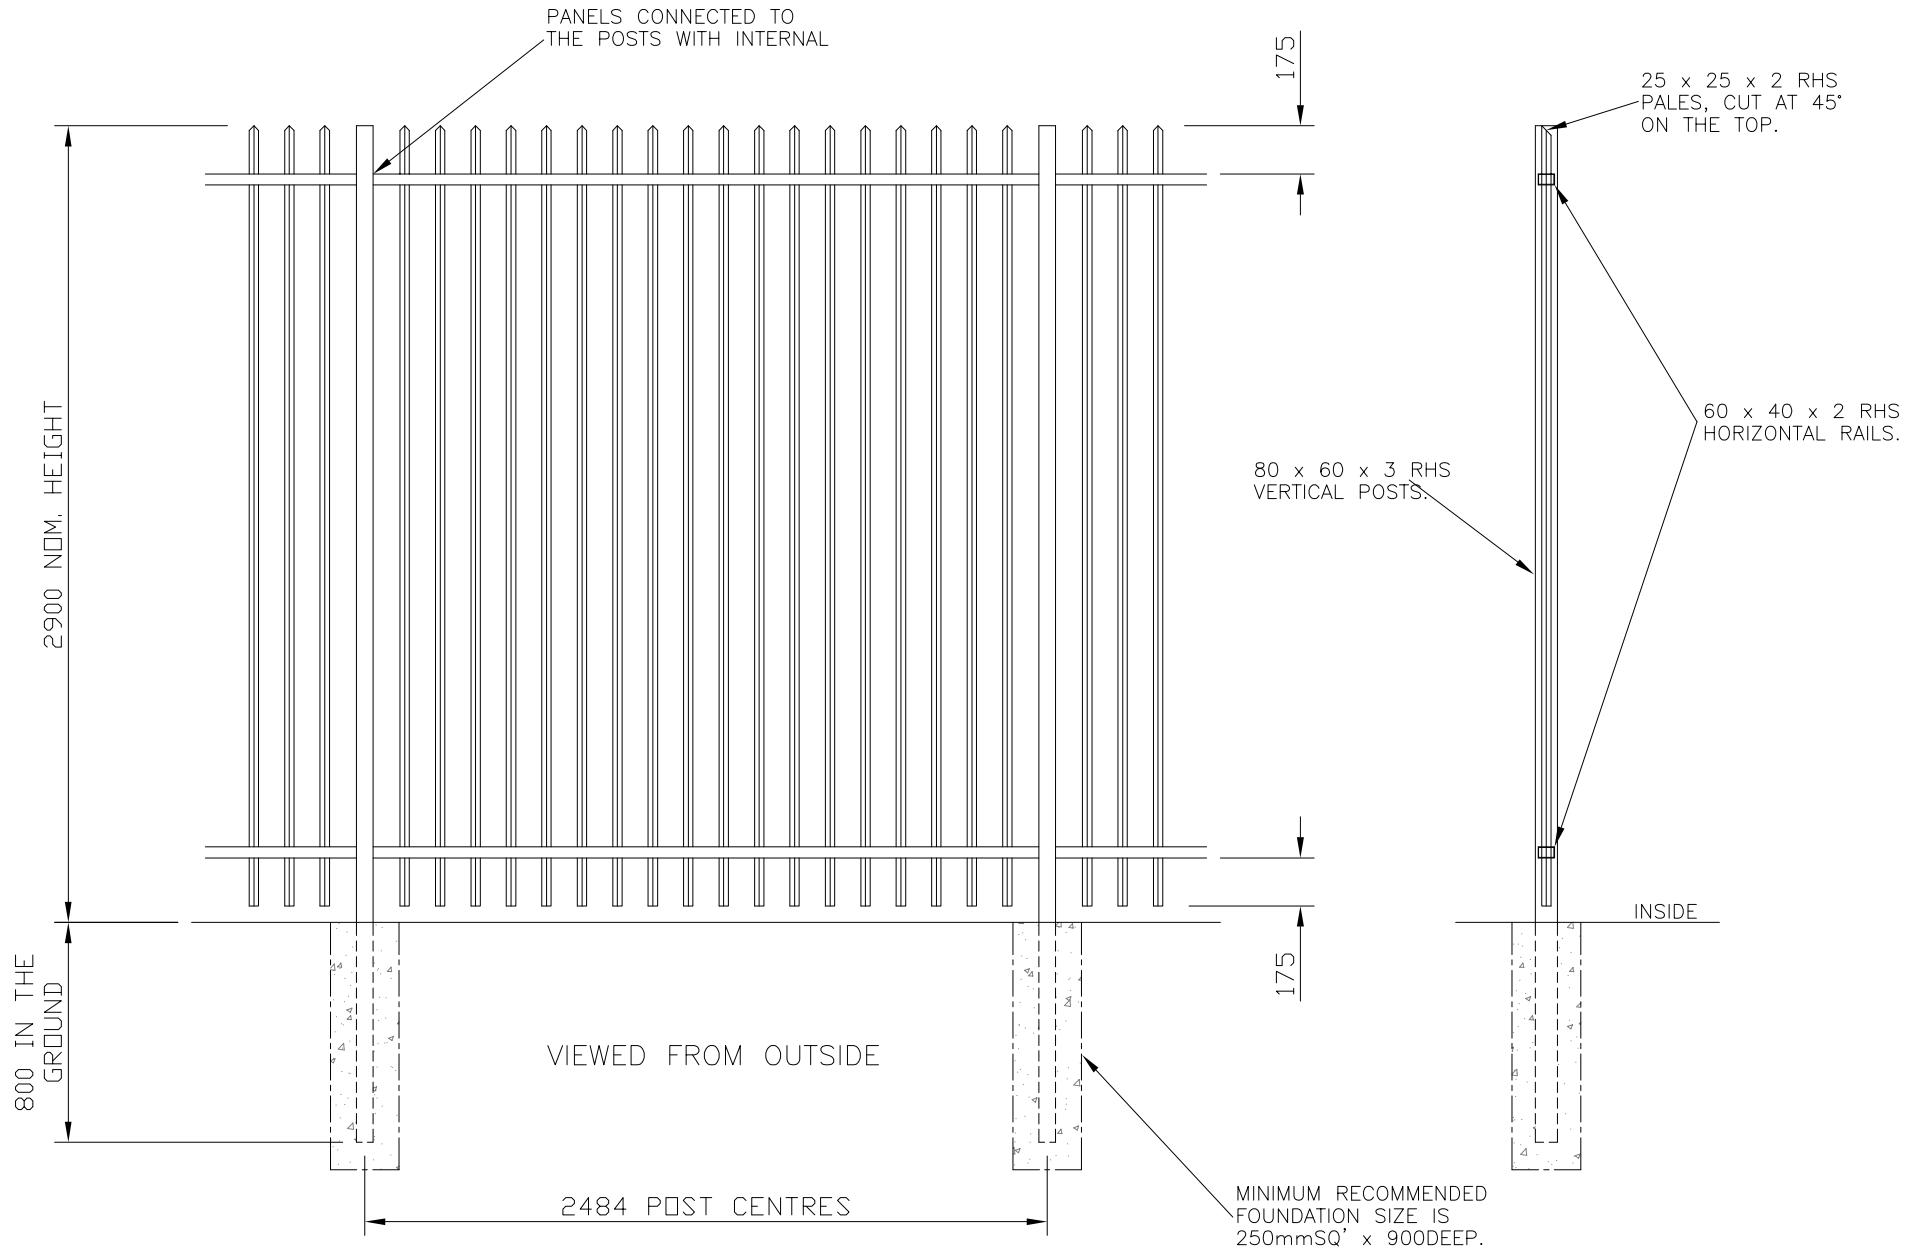 PANELS CONNECTED TO
THE POSTS WITH INTERNAL
175
25 x 25 x 2 RHS
PALES, CUT AT 45°
ON THE TOP.
2900 NOM. HEIGHT
60 x 40 x 2 RHS
HORIZONTAL RAILS.
80 x 60 x 3 RHS
VERTICAL POSTS.
INSIDE
800 IN THE
GROUND
175
VIEWED FROM OUTSIDE
2484 POST CENTRES
MINIMUM RECOMMENDED
FOUNDATION SIZE IS
250mmSQ' x 900DEEP.